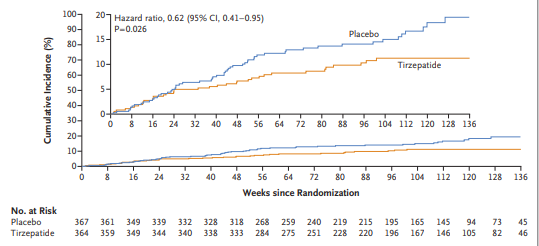 Hazard ratio, 0.62 (95% CI, 0.41–0.95)
P=0.026
Placebo
Tirzepatide
20
15
10
5
0
0 8 16 24 32 40 48 56 64 72 80 88 96 104 112 120 128 136
Cumulative Incidence (%)
100
90
80
70
60
50
40
30
20
10
0
0 8 16 24 32 40 48 56 64 72 80 88 96 104 112 120 128 136
Weeks since Randomization
No. at Risk
Placebo 367 361 349 339 332 328 318 268 259 240 219 215 195 165 145 94 73 45
Tirzepatide 364 359 349 344 340 338 333 284 275 251 228 220 196 167 146 111 82 46